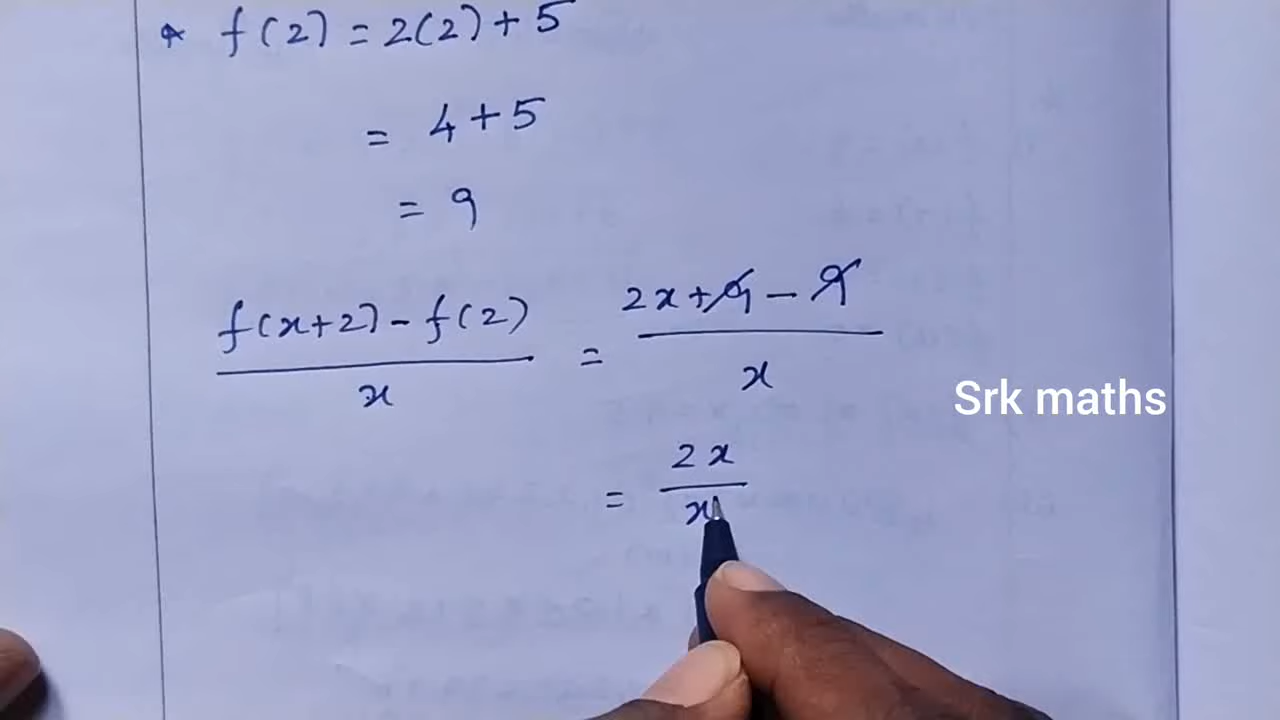 * f(2) = 2(2) + 5
= 4 + 5
= 9
f(x+2) - f(2) / x = 2x + 9 - 9 / x
Srk maths
= 2x / x